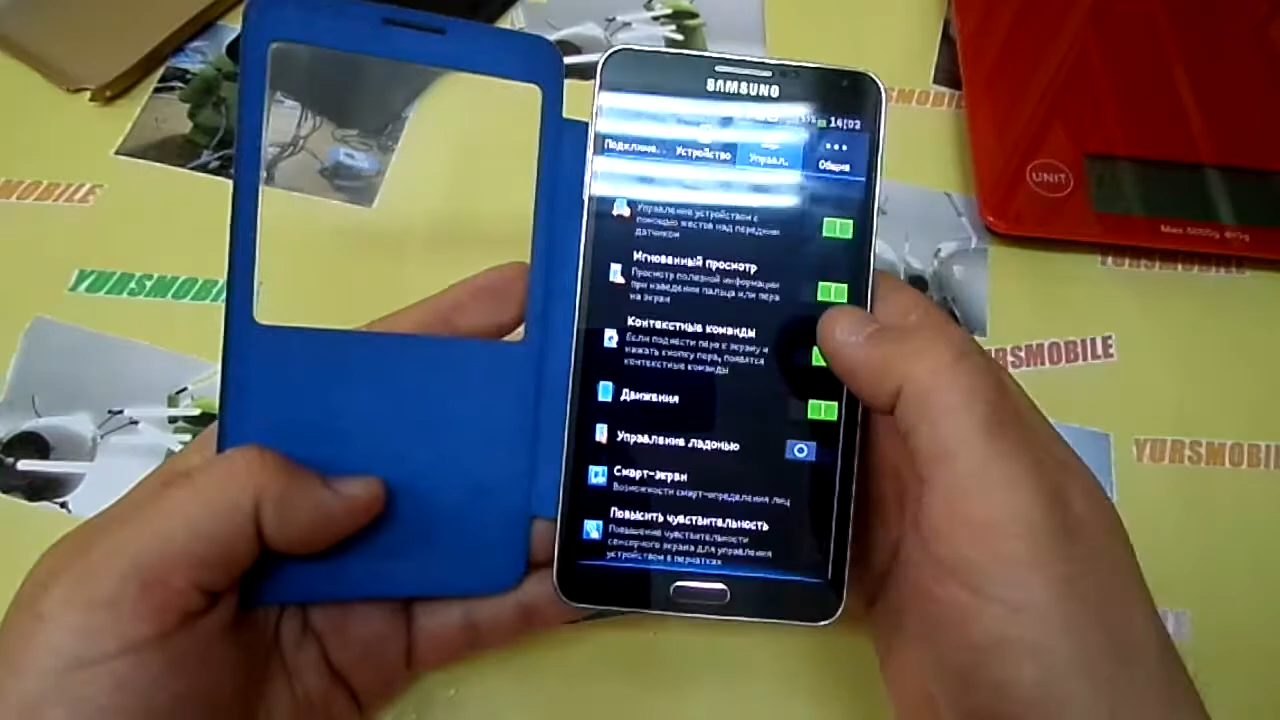 SAMSUNG
14:03
Подключе..
Устройство
Управл.
Общие
Управление устройством с
помощью жестов над передним
датчиком
Мгновенный просмотр
Просмотр полезной информации
при наведении пальца или пера
на экран
Контекстные команды
Если поднести перо к экрану и
нажать кнопку пера, появятся
контекстные команды
Движения
Управление ладонью
Смарт-экран
Возможности смарт-определения лиц
Повысить чувствительность
Повышение чувствительности
сенсорного экрана для управления
устройством в перчатках
UNIT
Max 5000g
YURSMOBILE
YURSMOBILE
YURSMOBILE